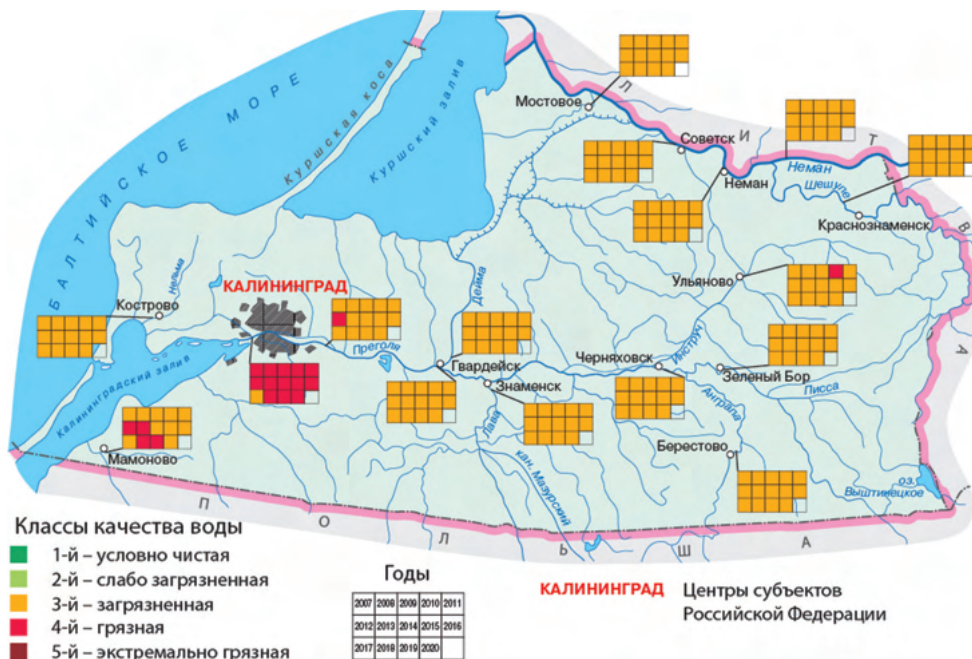 БАЛТИЙСКОЕ МОРЕ
Куршская коса
Куршский залив
Мостовое
Л
И
Т
В
А
Советск
Неман
Неман
Шешупе
Краснознаменск
Ульяново
Нельма
Кострово
КАЛИНИНГРАД
Дейма
Преголя
Гвардейск
Знаменск
Черняховск
Инструч
Зеленый Бор
Писса
Анграпа
Калининградский залив
Мамоново
Лава
кан. Мазурский
Берестово
оз.
Выштинецкое
П
О
Л
Ь
Ш
А
Классы качества воды
1-й – условно чистая
2-й – слабо загрязненная
3-й – загрязненная
4-й – грязная
5-й – экстремально грязная
Годы
2007 2008 2009 2010 2011
2012 2013 2014 2015 2016
2017 2018 2019 2020
КАЛИНИНГРАД Центры субъектов
Российской Федерации